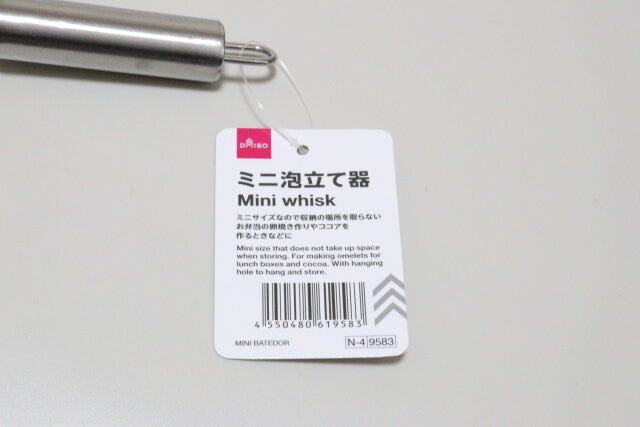 DAISO
ミニ泡立て器
Mini whisk
ミニサイズなので収納の場所を取らない
お弁当の卵焼き作りやココアを
作るときなどに
Mini size that does not take up space
when storing. For making omelets for
lunch boxes and cocoa. With hanging
hole to hang and store.
4 550480 619583
MINI BATEDOR
N-4 9583